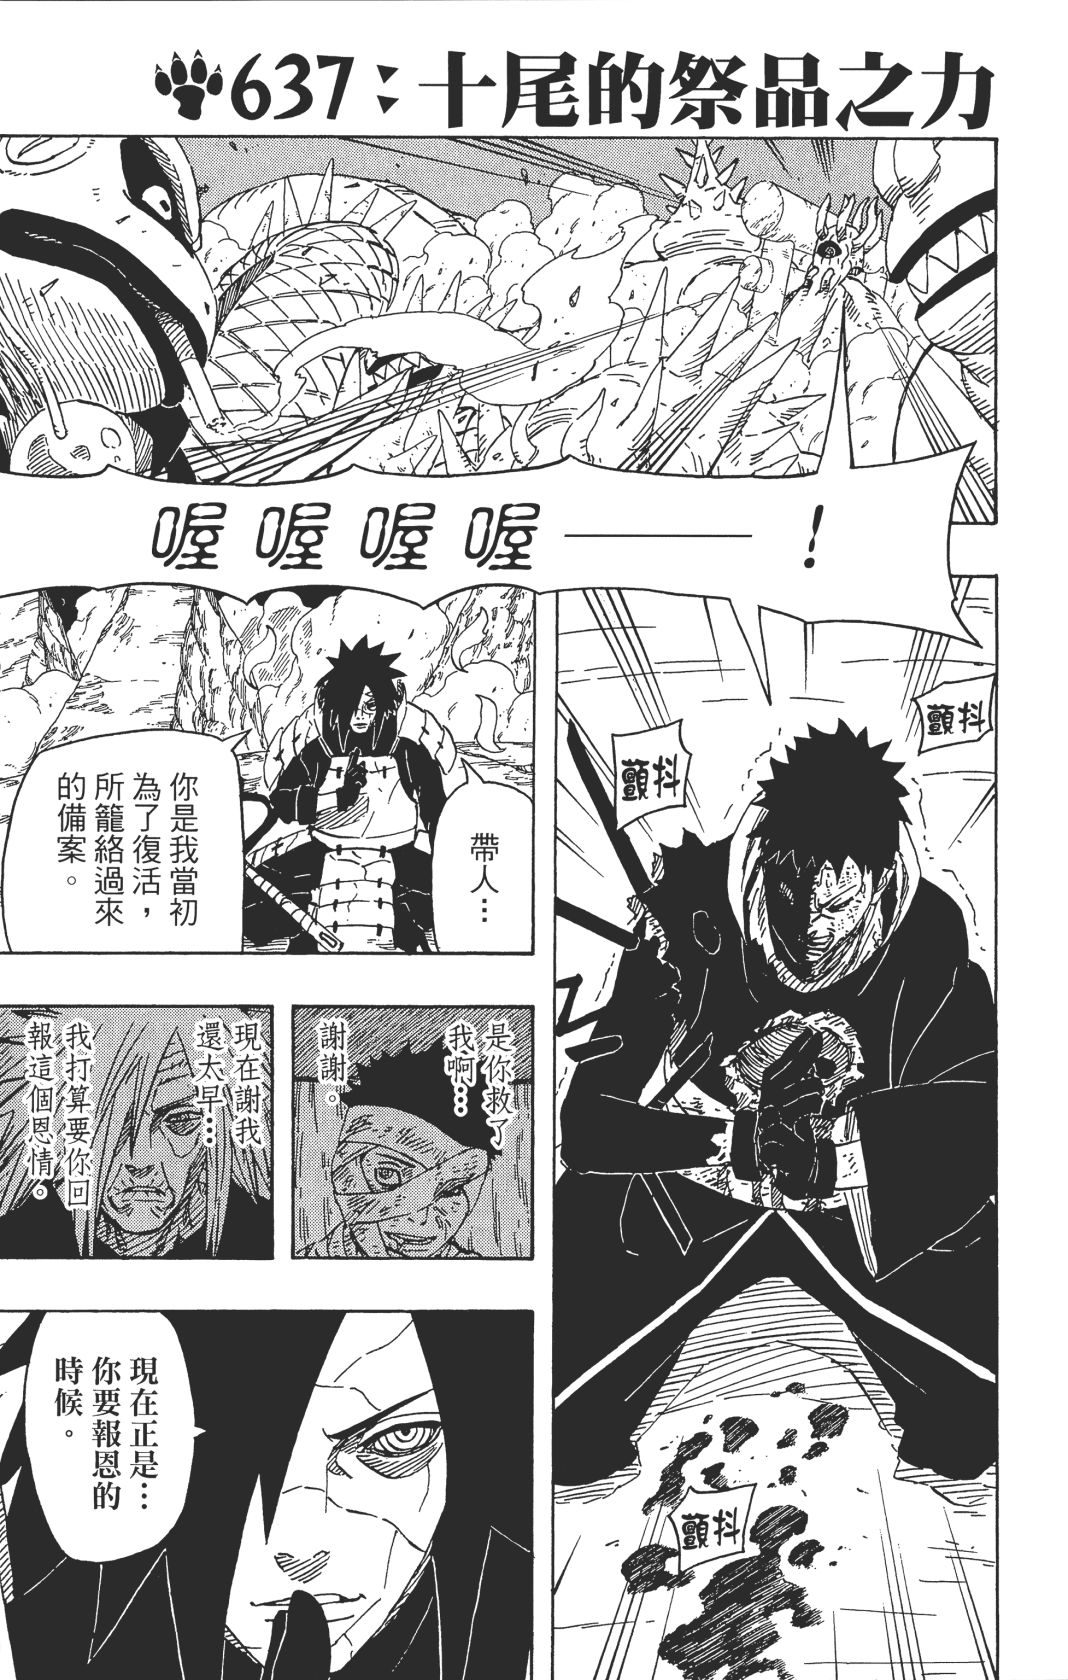 637：十尾的祭品之力
喔喔喔喔——！
顫抖
顫抖
顫抖
帶人…
你是我當初
為了復活，
所籠絡過來
的備案。
是你救了
我啊…
謝謝。
現在謝我
還太早…
我打算要你回
報這個恩情。
現在正是…
你要報恩的
時候。